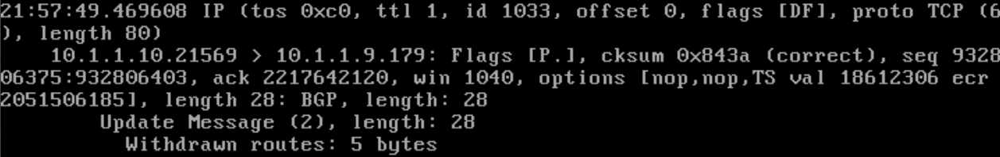 21:57:49.469608 IP (tos 0xc0, ttl 1, id 1033, offset 0, flags [DF], proto TCP (6
), length 80)
    10.1.1.10.21569 > 10.1.1.9.179: Flags [P.], cksum 0x843a (correct), seq 9328
06375:932806403, ack 2217642120, win 1040, options [nop,nop,TS val 18612306 ecr
2051506185], length 28: BGP, length: 28
        Update Message (2), length: 28
          Withdrawn routes: 5 bytes